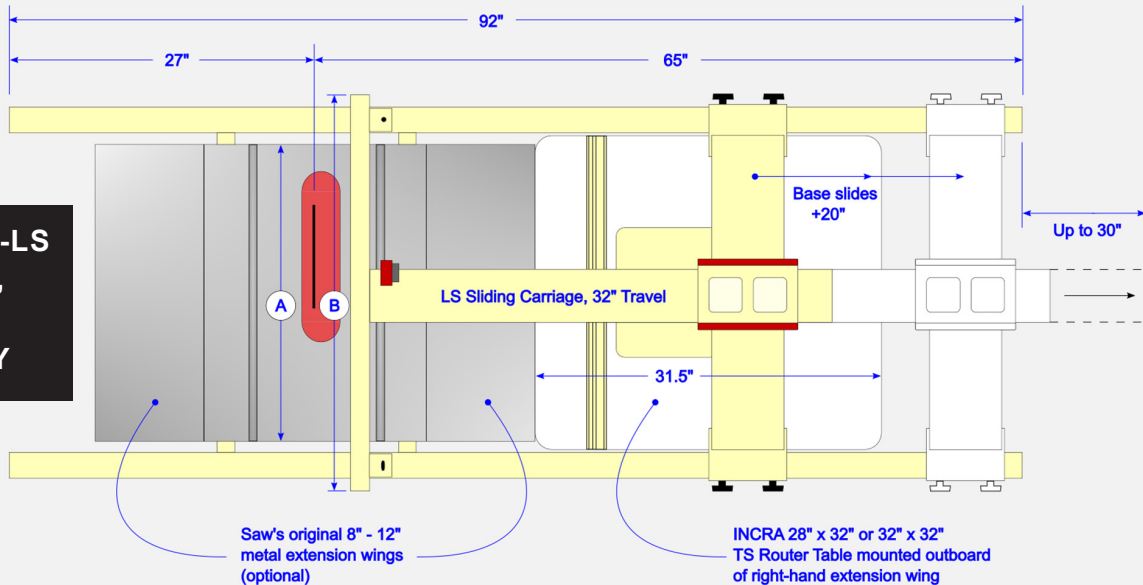 92"
27"
65"
-LS
Y
Base slides
+20"
Up to 30"
LS Sliding Carriage, 32" Travel
A
B
31.5"
Saw's original 8" - 12"
metal extension wings
(optional)
INCRA 28" x 32" or 32" x 32"
TS Router Table mounted outboard
of right-hand extension wing